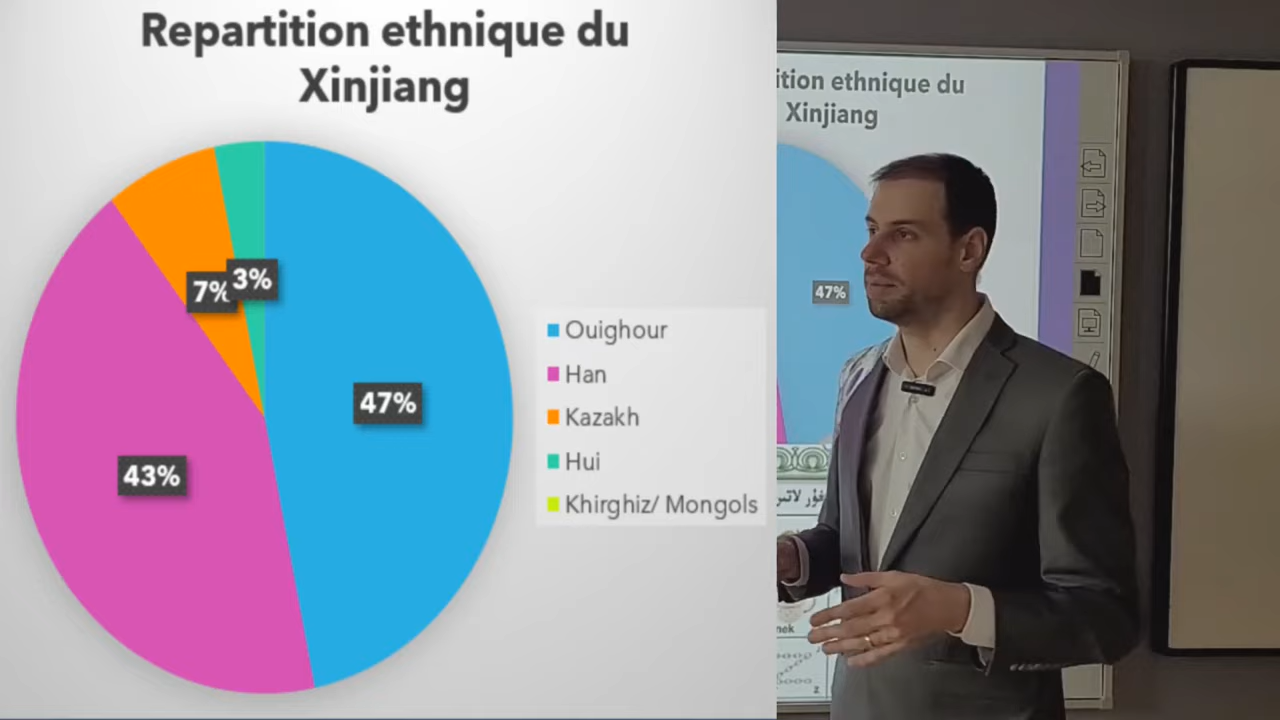 Repartition ethnique du
Xinjiang
7%
3%
47%
43%
Ouighour
Han
Kazakh
Hui
Khirghiz/ Mongols
ition ethnique du
Xinjiang
47%
nek
z